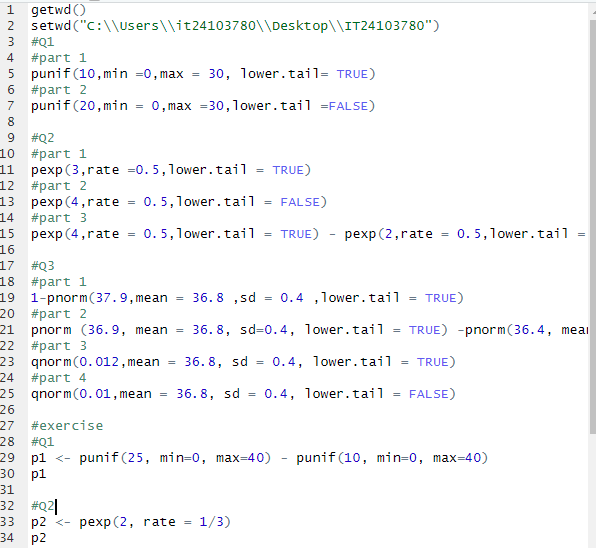 1 getwd()
2 setwd("C:\\Users\\it24103780\\Desktop\\IT24103780")
3 #Q1
4 #part 1
5 punif(10,min =0,max = 30, lower.tail= TRUE)
6 #part 2
7 punif(20,min = 0,max =30,lower.tail =FALSE)
8
9 #Q2
10 #part 1
11 pexp(3,rate =0.5,lower.tail = TRUE)
12 #part 2
13 pexp(4,rate = 0.5,lower.tail = FALSE)
14 #part 3
15 pexp(4,rate = 0.5,lower.tail = TRUE) - pexp(2,rate = 0.5,lower.tail =
16
17 #Q3
18 #part 1
19 1-pnorm(37.9,mean = 36.8 ,sd = 0.4 ,lower.tail = TRUE)
20 #part 2
21 pnorm (36.9, mean = 36.8, sd=0.4, lower.tail = TRUE) -pnorm(36.4, mean
22 #part 3
23 qnorm(0.012,mean = 36.8, sd = 0.4, lower.tail = TRUE)
24 #part 4
25 qnorm(0.01,mean = 36.8, sd = 0.4, lower.tail = FALSE)
26
27 #exercise
28 #Q1
29 p1 <- punif(25, min=0, max=40) - punif(10, min=0, max=40)
30 p1
31
32 #Q2
33 p2 <- pexp(2, rate = 1/3)
34 p2